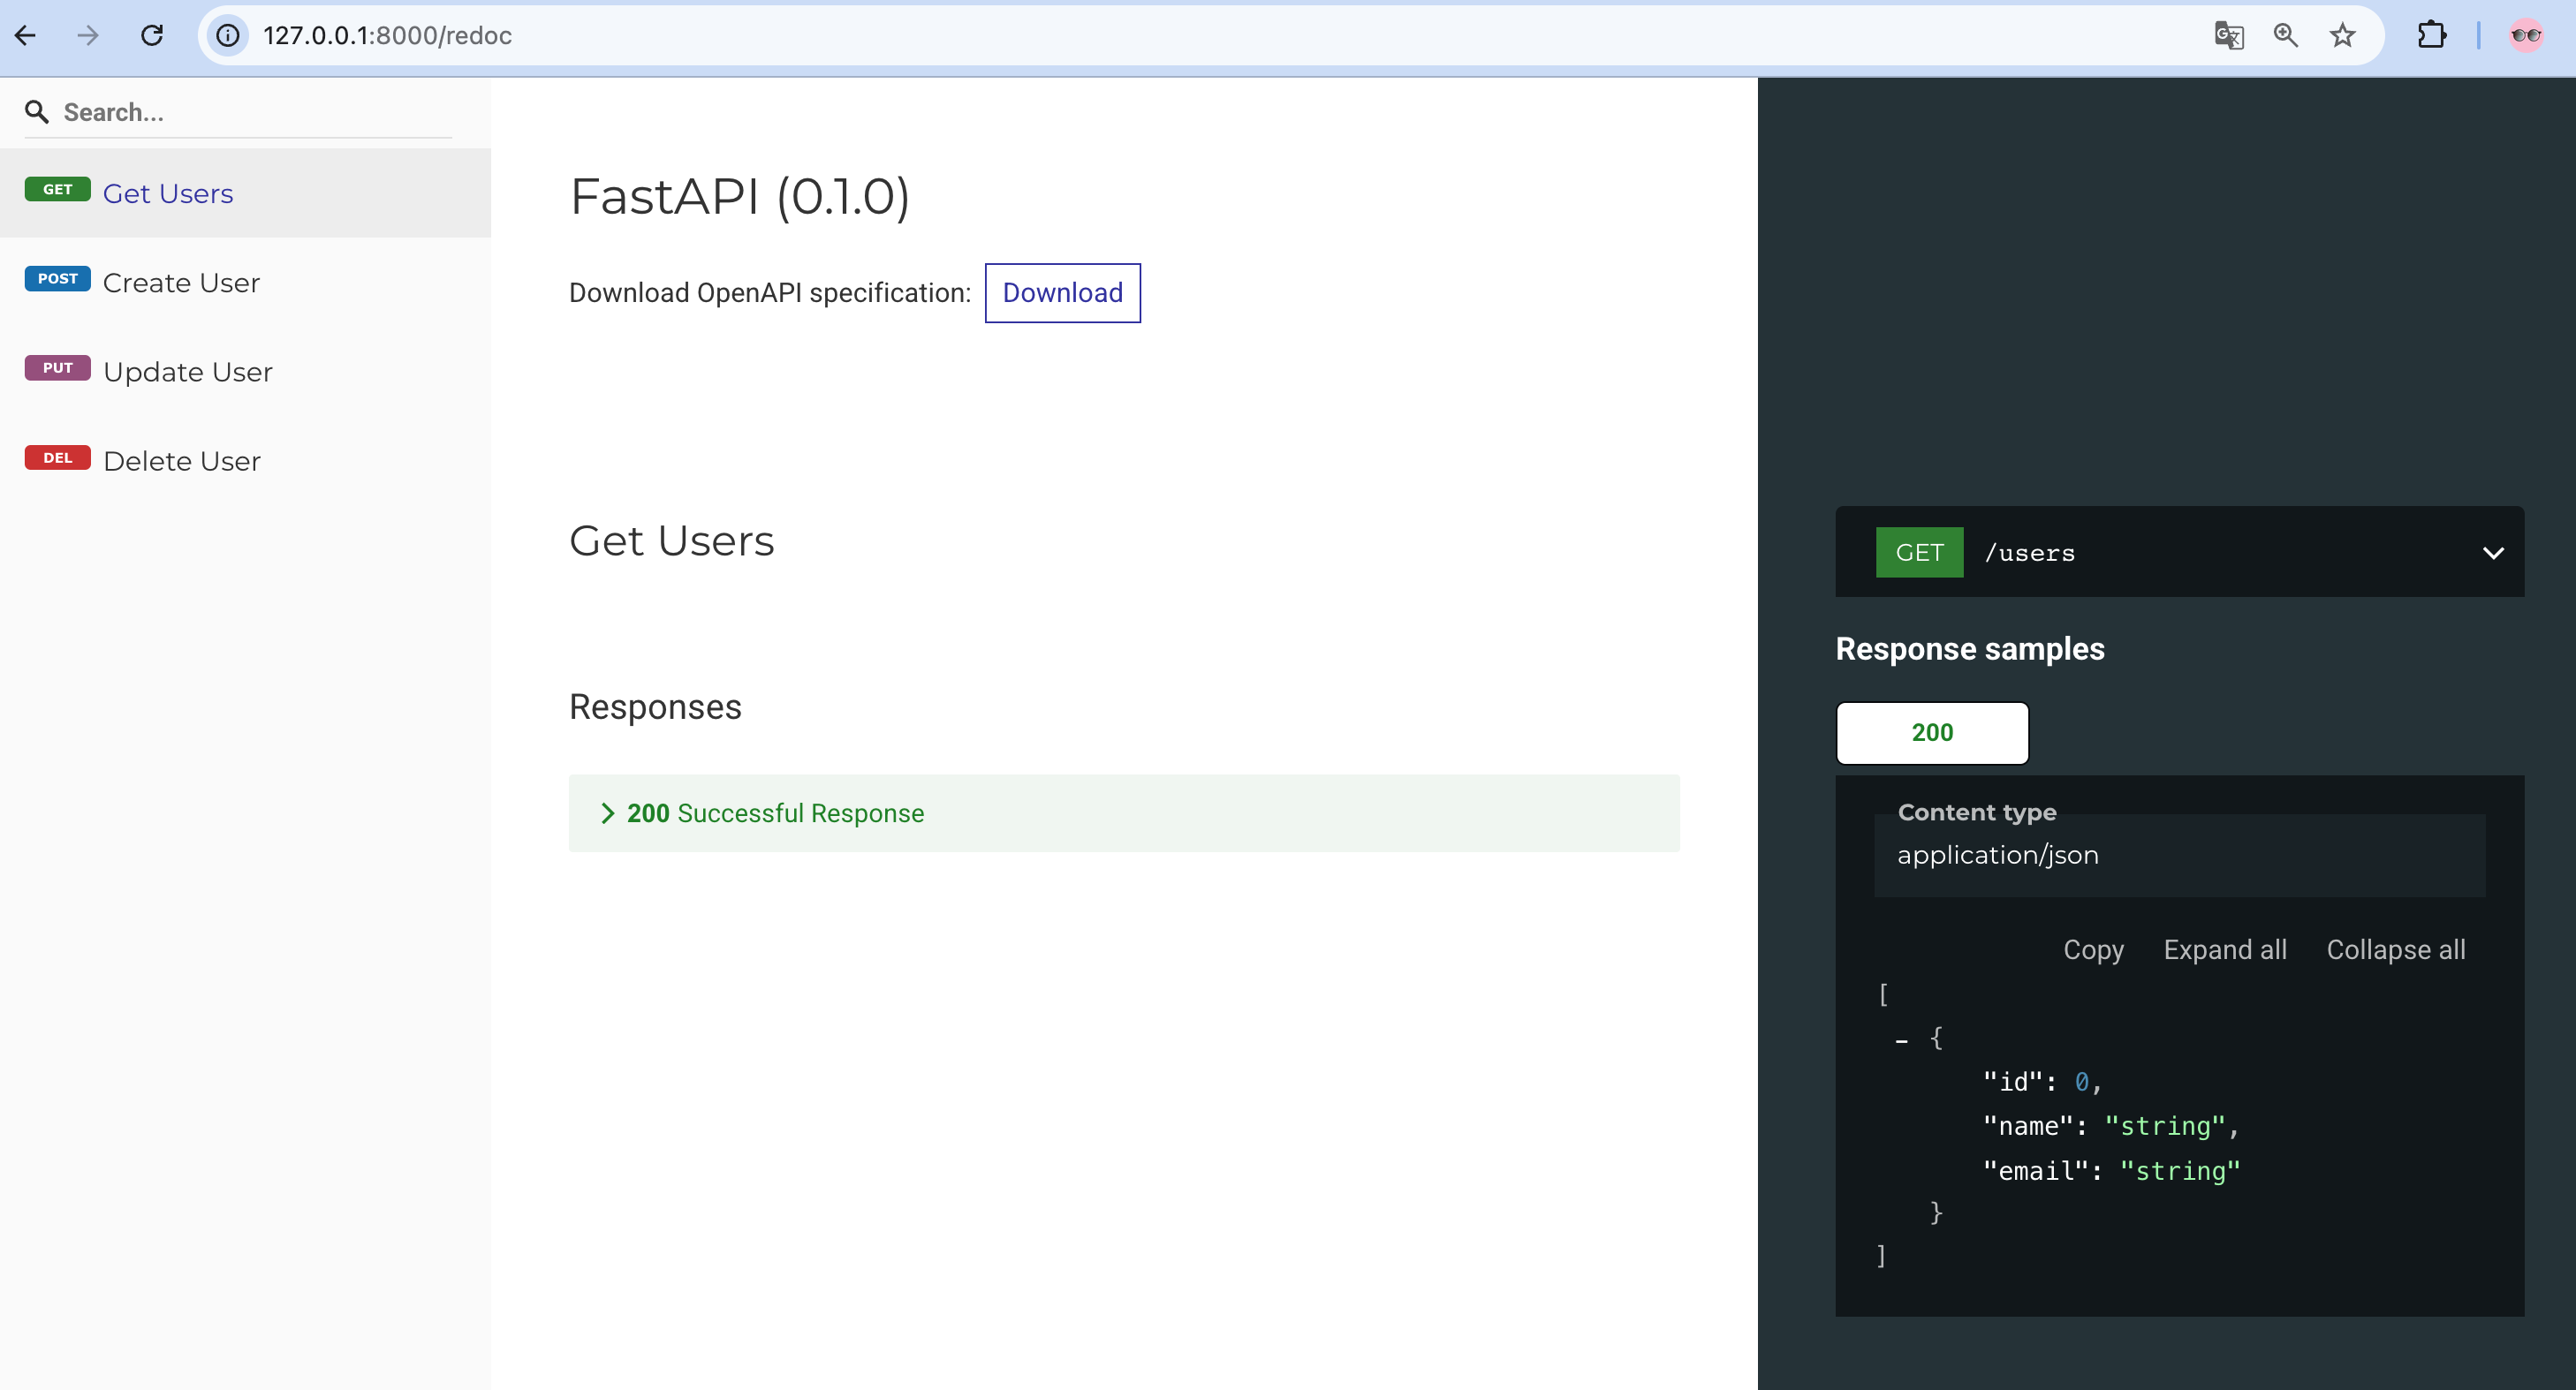 127.0.0.1:8000/redoc
Search...
GET Get Users
POST Create User
PUT Update User
DEL Delete User
FastAPI (0.1.0)
Download OpenAPI specification: Download
Get Users
Responses
200 Successful Response
GET /users
Response samples
200
Content type
application/json
Copy Expand all Collapse all
[
- {
"id": 0,
"name": "string",
"email": "string"
}
]